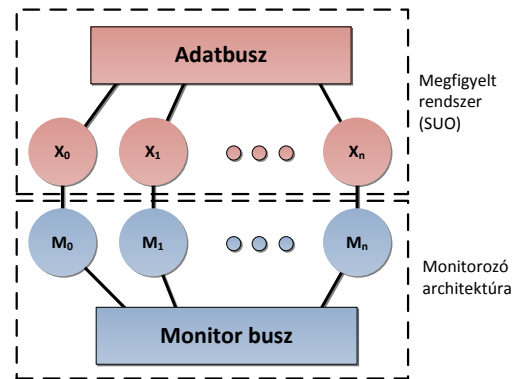 Adatbusz
Megfigyelt
rendszer
(SUO)
X₀ X₁ Xₙ
M₀ M₁ Mₙ
Monitorozó
architektúra
Monitor busz